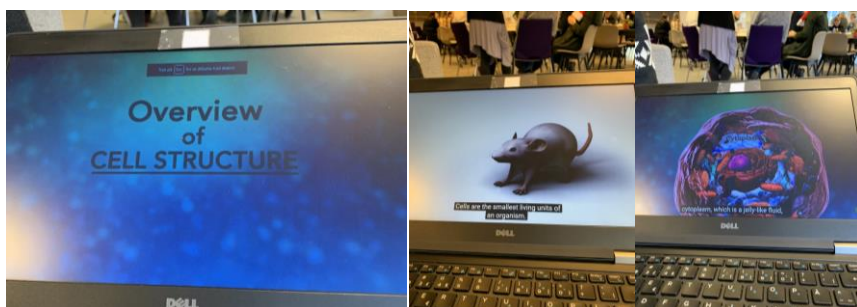 Overview
of
CELL STRUCTURE
DELL
Cells are the smallest living units of
an organism.
DELL
cytoplasm, which is a jelly-like fluid,
DELL